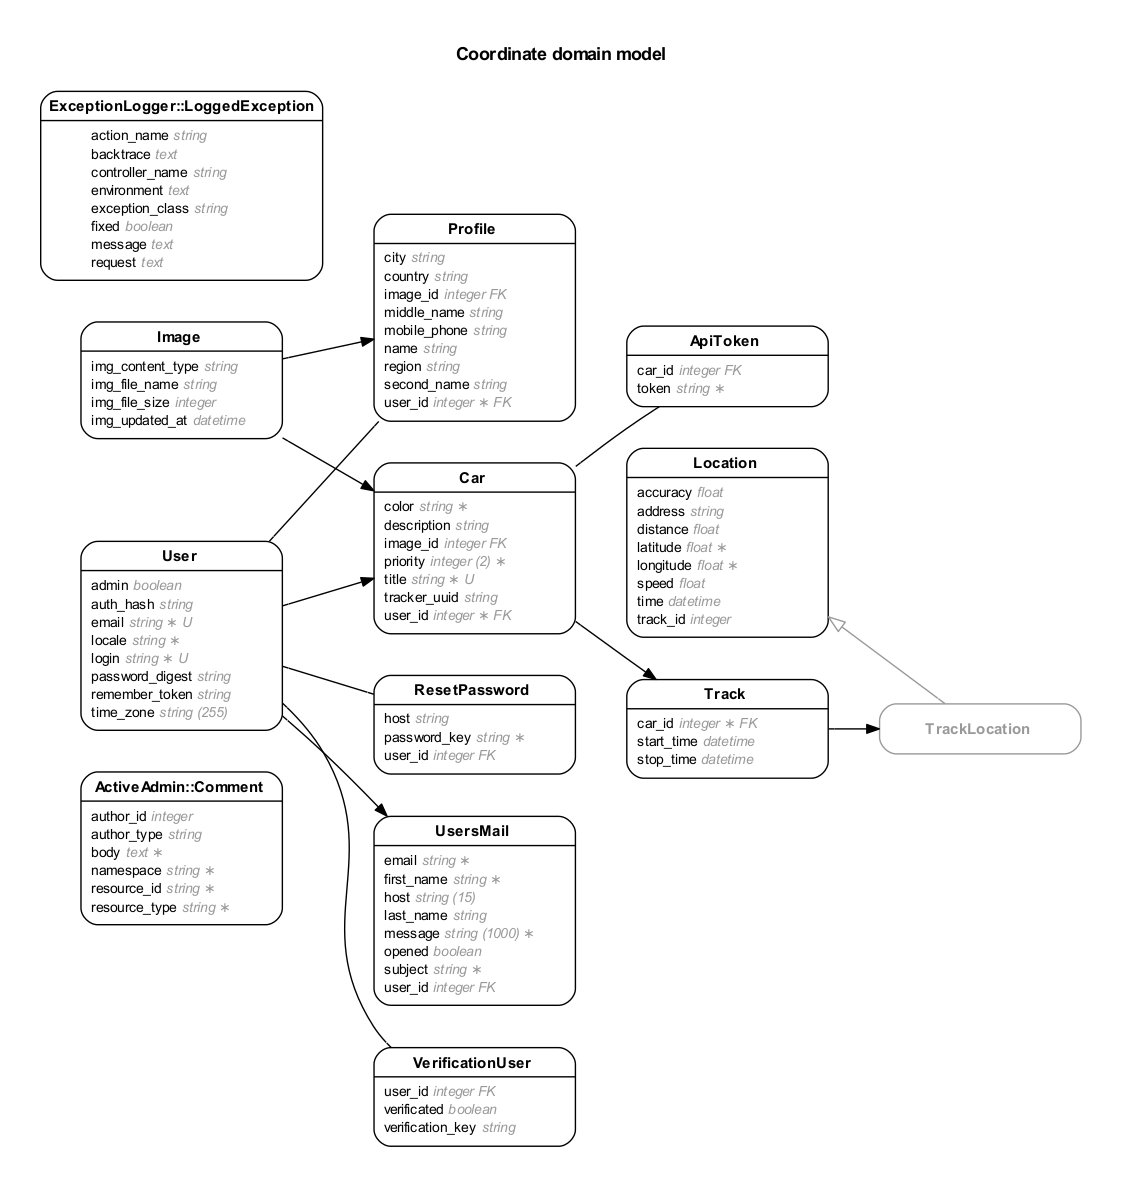 Coordinate domain model
ExceptionLogger::LoggedException
action_name string
backtrace text
controller_name string
environment text
exception_class string
fixed boolean
message text
request text
Profile
city string
country string
image_id integer FK
middle_name string
mobile_phone string
name string
region string
second_name string
user_id integer ∗ FK
Image
img_content_type string
img_file_name string
img_file_size integer
img_updated_at datetime
ApiToken
car_id integer FK
token string ∗
Car
color string ∗
description string
image_id integer FK
priority integer (2) ∗
title string ∗ U
tracker_uuid string
user_id integer ∗ FK
Location
accuracy float
address string
distance float
latitude float ∗
longitude float ∗
speed float
time datetime
track_id integer
User
admin boolean
auth_hash string
email string ∗ U
locale string ∗
login string ∗ U
password_digest string
remember_token string
time_zone string (255)
ResetPassword
host string
password_key string ∗
user_id integer FK
Track
car_id integer ∗ FK
start_time datetime
stop_time datetime
TrackLocation
ActiveAdmin::Comment
author_id integer
author_type string
body text ∗
namespace string ∗
resource_id string ∗
resource_type string ∗
UsersMail
email string ∗
first_name string ∗
host string (15)
last_name string
message string (1000) ∗
opened boolean
subject string ∗
user_id integer FK
VerificationUser
user_id integer FK
verificated boolean
verification_key string